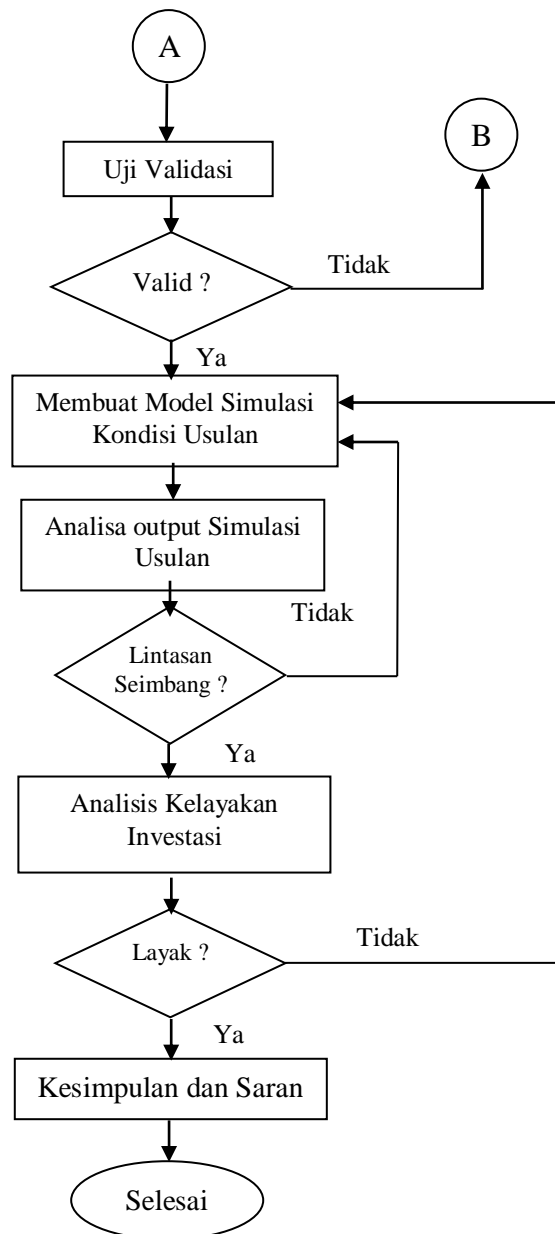 A
B
Uji Validasi
Valid ?
Tidak
Ya
Membuat Model Simulasi
Kondisi Usulan
Analisa output Simulasi
Usulan
Tidak
Lintasan
Seimbang ?
Ya
Analisis Kelayakan
Investasi
Layak ?
Tidak
Ya
Kesimpulan dan Saran
Selesai